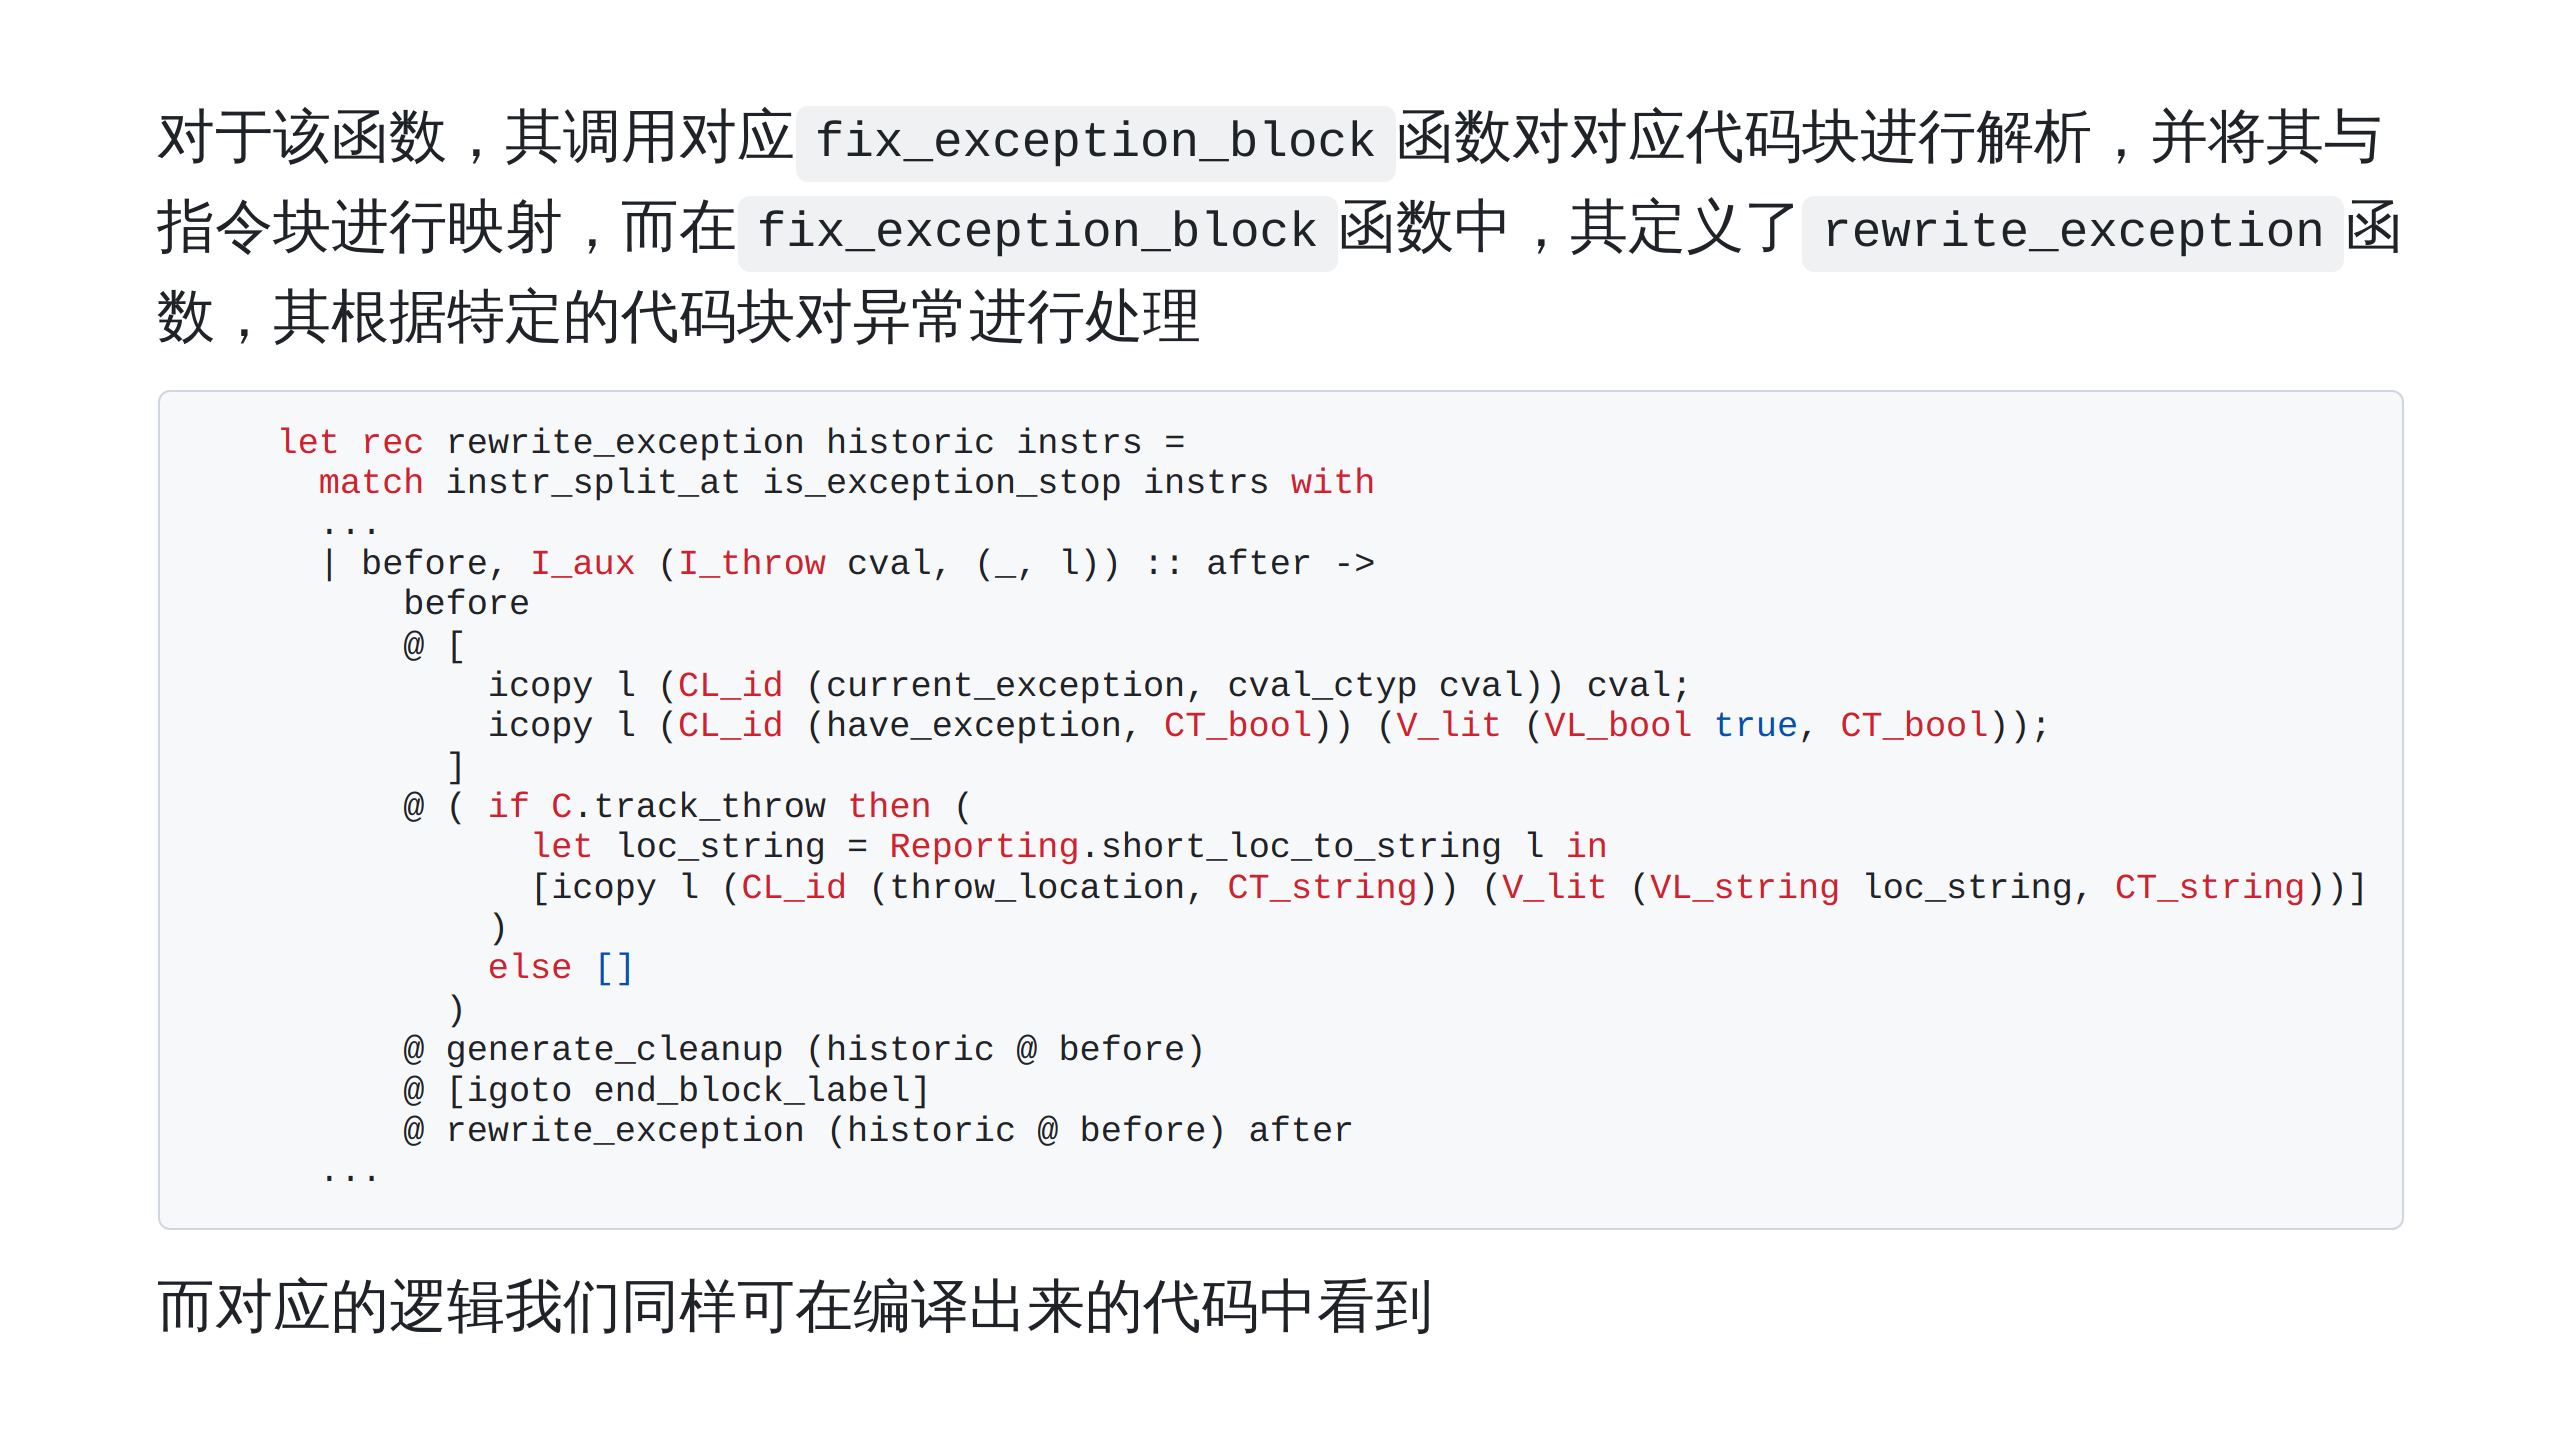 对于该函数，其调用对应 fix_exception_block 函数对对应代码块进行解析，并将其与
指令块进行映射，而在 fix_exception_block 函数中，其定义了 rewrite_exception 函
数，其根据特定的代码块对异常进行处理
let rec rewrite_exception historic instrs =
  match instr_split_at is_exception_stop instrs with
  ...
  | before, I_aux (I_throw cval, (_, l)) :: after ->
      before
      @ [
          icopy l (CL_id (current_exception, cval_ctyp cval)) cval;
          icopy l (CL_id (have_exception, CT_bool)) (V_lit (VL_bool true, CT_bool));
        ]
      @ ( if C.track_throw then (
            let loc_string = Reporting.short_loc_to_string l in
            [icopy l (CL_id (throw_location, CT_string)) (V_lit (VL_string loc_string, CT_string))]
          )
          else []
        )
      @ generate_cleanup (historic @ before)
      @ [igoto end_block_label]
      @ rewrite_exception (historic @ before) after
  ...
而对应的逻辑我们同样可在编译出来的代码中看到